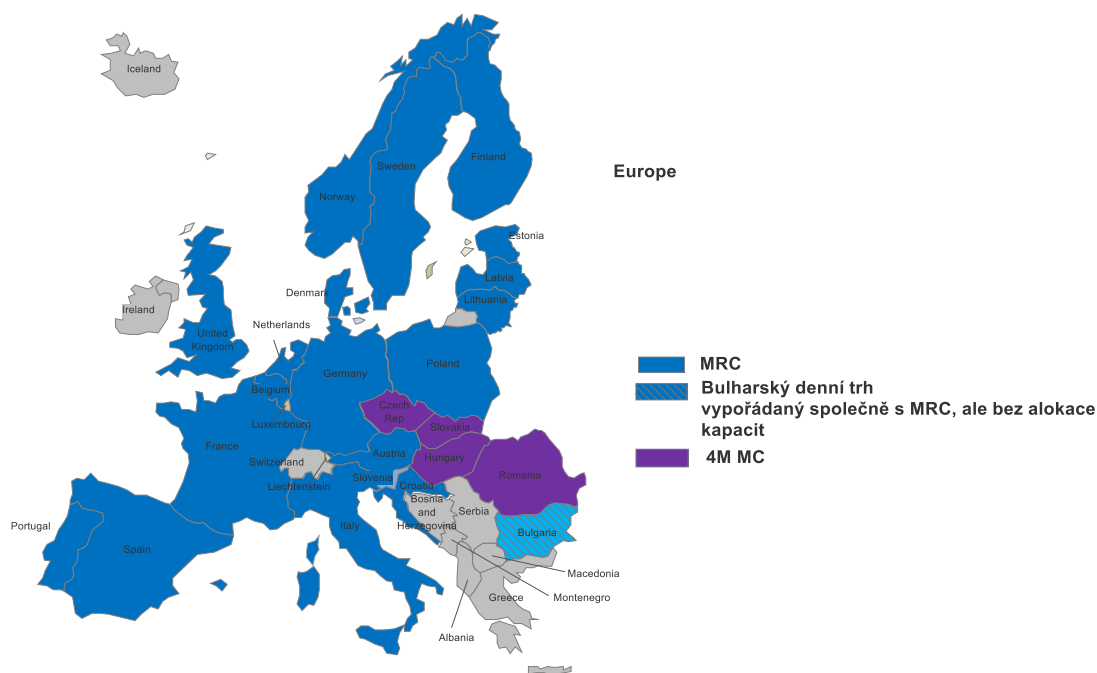 Iceland
Europe
Finland
Sweden
Norway
Estonia
Latvia
Lithuania
Denmark
Ireland
Netherlands
United
Kingdom
Poland
Germany
Belgium
Czech
Rep
Luxembourg
Slovakia
France
Austria
Hungary
Switzerland
Romania
Slovenia
Liechtenstein
Croatia
Bosnia
and
Herzegovina
Serbia
Portugal
Italy
Bulgaria
Spain
Macedonia
Montenegro
Greece
Albania
MRC
Bulharský denní trh
vypořádaný společně s MRC, ale bez alokace
kapacit
4M MC